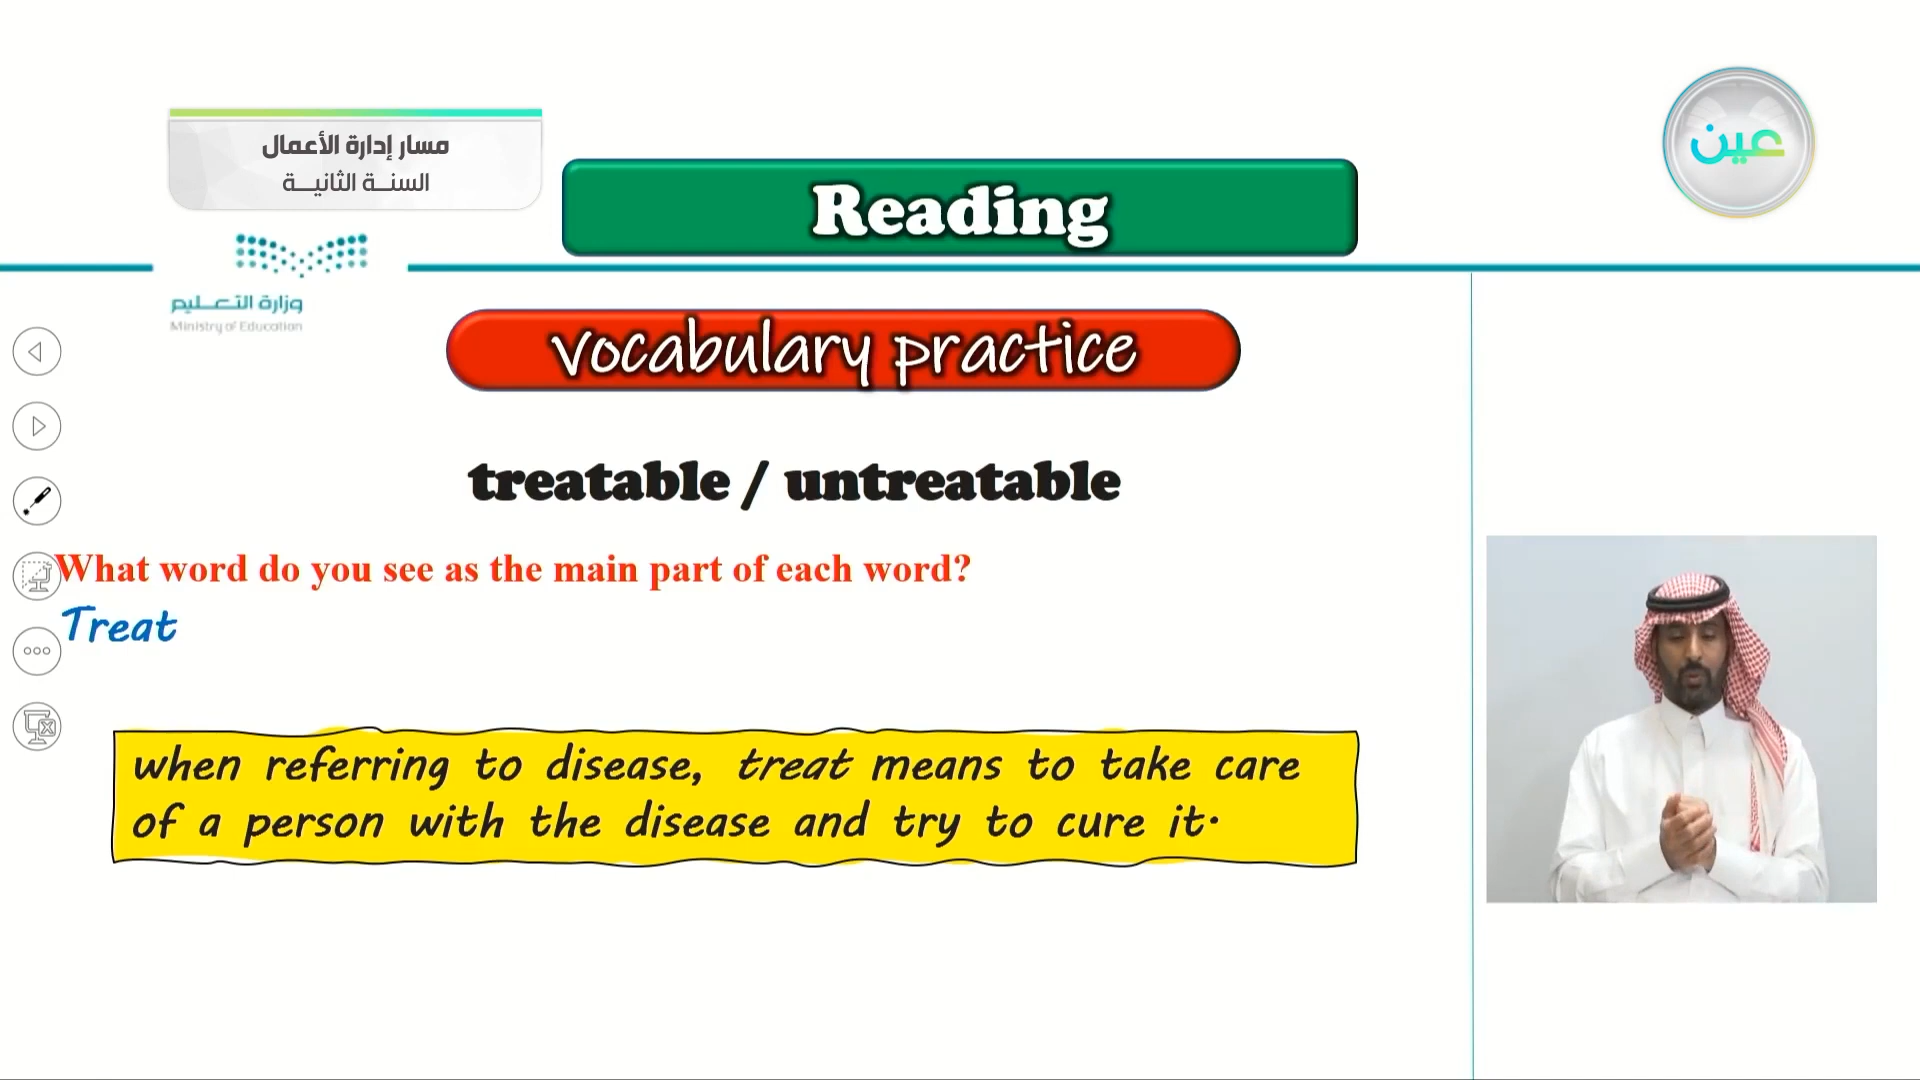 مسار إدارة الأعمال
السنة الثانية
عين
Reading
وزارة التعليم
Ministry of Education
vocabulary practice
treatable / untreatable
What word do you see as the main part of each word?
Treat
when referring to disease, treat means to take care
of a person with the disease and try to cure it.